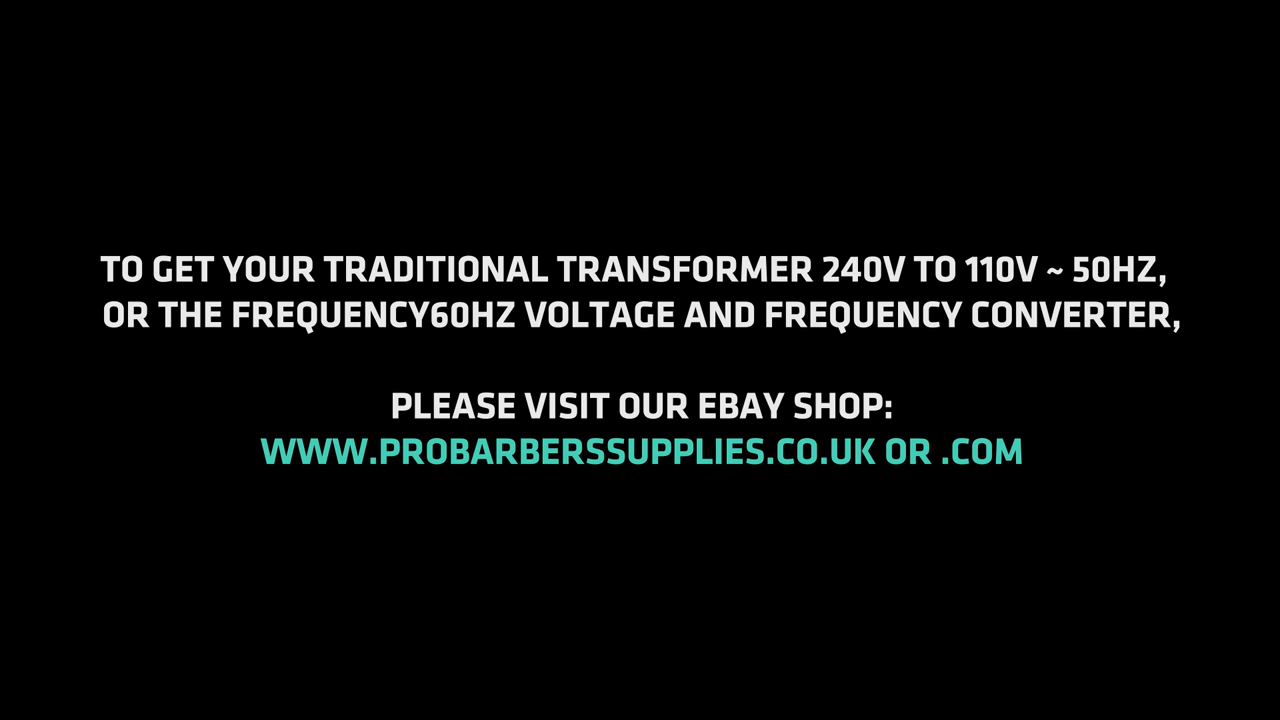 TO GET YOUR TRADITIONAL TRANSFORMER 240V TO 110V ~ 50HZ,
OR THE FREQUENCY60HZ VOLTAGE AND FREQUENCY CONVERTER,
PLEASE VISIT OUR EBAY SHOP:
WWW.PROBARBERSSUPPLIES.CO.UK OR .COM